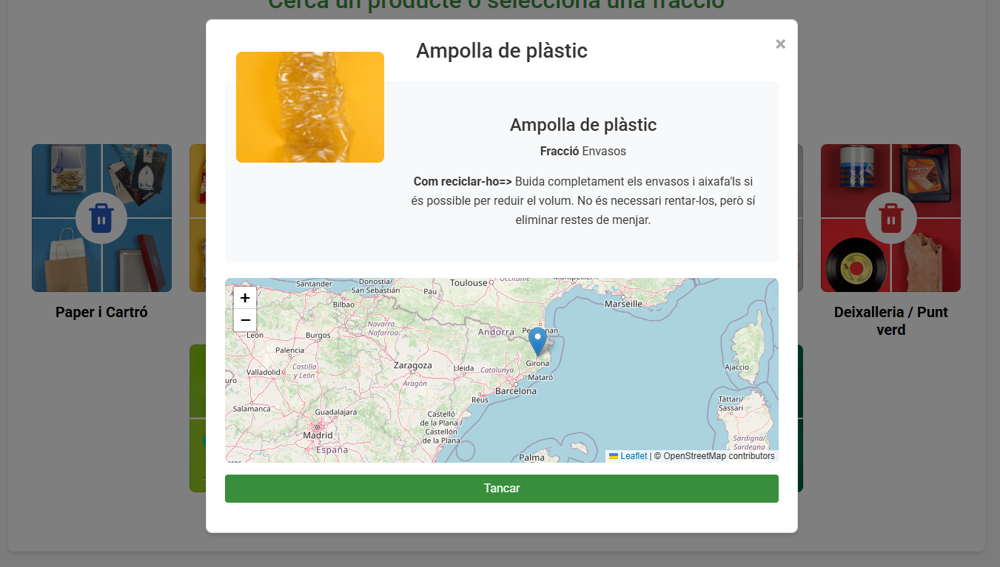 Cerca un producte o selecciona una fracció
Ampolla de plàstic
×
Ampolla de plàstic
Fracció Envasos
Com reciclar-ho=> Buida completament els envasos i aixafa'ls si
és possible per reduir el volum. No és necessari rentar-los, però sí
eliminar restes de menjar.
Paper i Cartró
Deixalleria / Punt
verd
+
−
Santander
Donostia/
San Sebastián
Bilbao
Pau
Toulouse
Occitanie
Montpellier
Marseille
Navarra
- Nafarroa
Andorra
León
Burgos
Palencia
Castilla
y León
Valladolid
Zaragoza
Aragón
Lleida
Catalunya
Girona
Mataró
Barcelona
Reus
Salamanca
Guadalajara
Madrid
España
Castelló
de la Plana /
Castellón
de la Plana
Palma
Ajaccio
Tàttari/
Sassari
Sardigna/
Sardegna
Leaflet | © OpenStreetMap contributors
Tancar